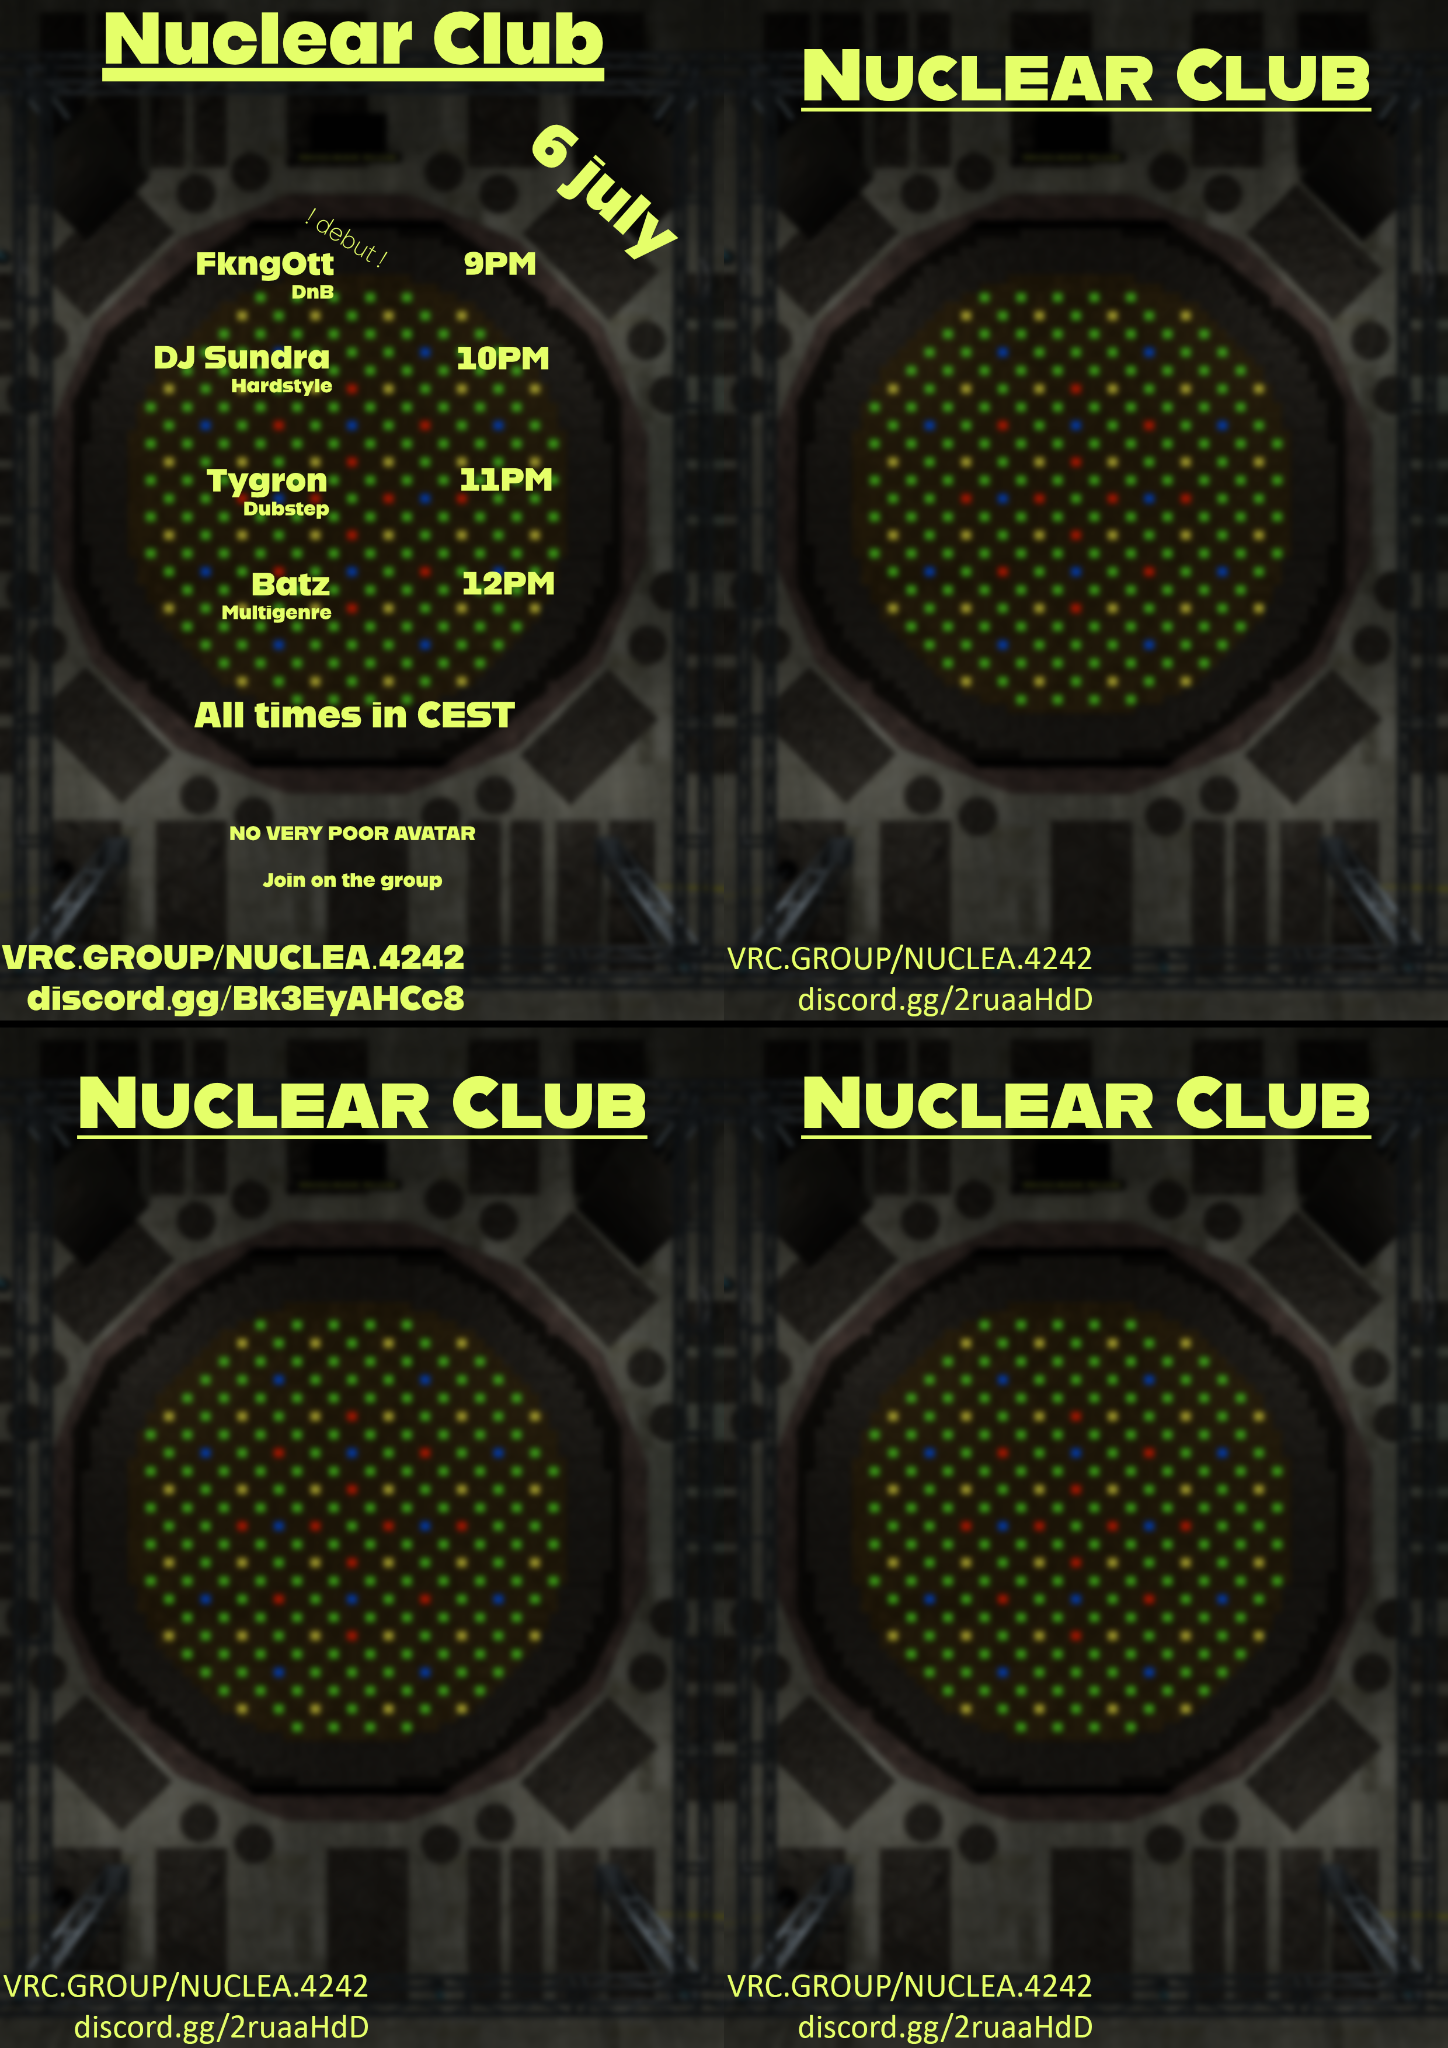 Nuclear Club
6 july
! debut !
FkngOtt 9PM
DnB
DJ Sundra 10PM
Hardstyle
Tygron 11PM
Dubstep
Batz 12PM
Multigenre
All times in CEST
NO VERY POOR AVATAR
Join on the group
VRC.GROUP/NUCLEA.4242
discord.gg/Bk3EyAHCc8
Nuclear Club
VRC.GROUP/NUCLEA.4242
discord.gg/2ruaaHdD
Nuclear Club
VRC.GROUP/NUCLEA.4242
discord.gg/2ruaaHdD
Nuclear Club
VRC.GROUP/NUCLEA.4242
discord.gg/2ruaaHdD